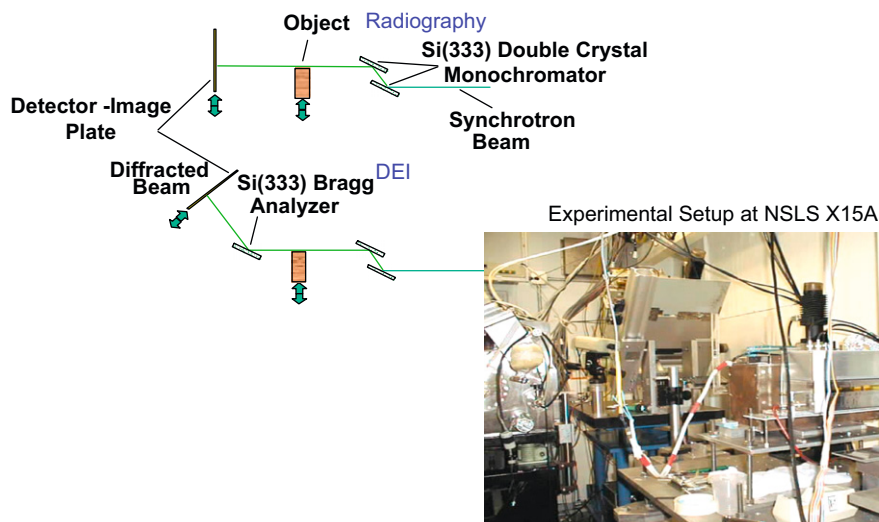 Object
Radiography
Si(333) Double Crystal
Monochromator
Detector -Image
Plate
Synchrotron
Beam
Diffracted
Beam
Si(333) Bragg
Analyzer
DEI
Experimental Setup at NSLS X15A